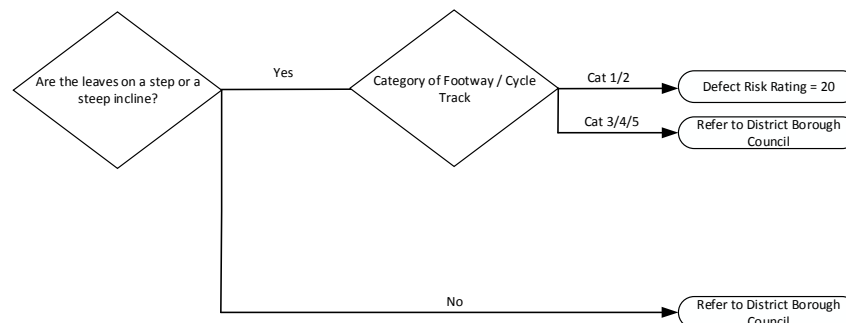 Are the leaves on a step or a
steep incline?
Yes
Category of Footway / Cycle
Track
Cat 1/2
Defect Risk Rating = 20
Cat 3/4/5
Refer to District Borough
Council
No
Refer to District Borough
Council